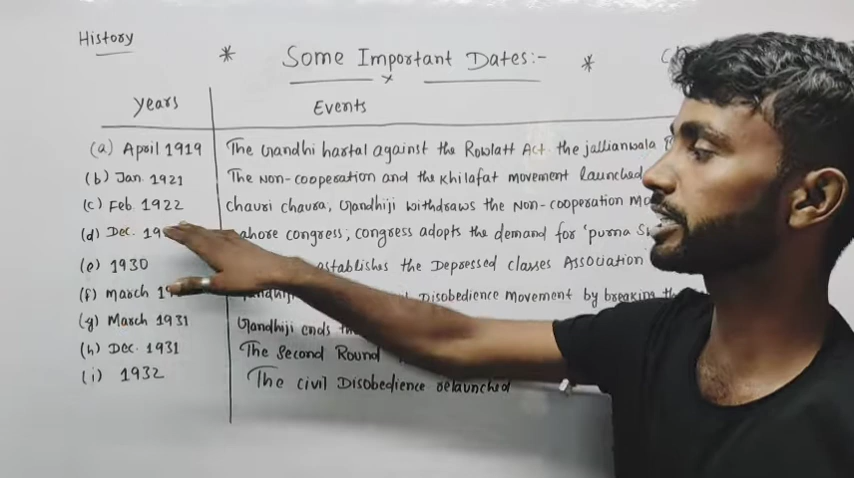 History
* Some Important Dates:- *
years Events
(a) April 1919 The Gandhi hartal against the Rowlatt Act. the jallianwala
(b) Jan. 1921 The Non-cooperation and the Khilafat movement launched
(c) Feb. 1922 chauri chaura, Gandhiji withdraws the Non-cooperation
(d) Dec. congress, congress adopts the demand for 'purna
(e) 1930 establishes the Depressed classes Association
(f) march Disobedience Movement by breaking
(g) March 1931 Gandhiji ends
(h) Dec. 1931 The Second Round
(i) 1932 The civil Disobedience relaunched